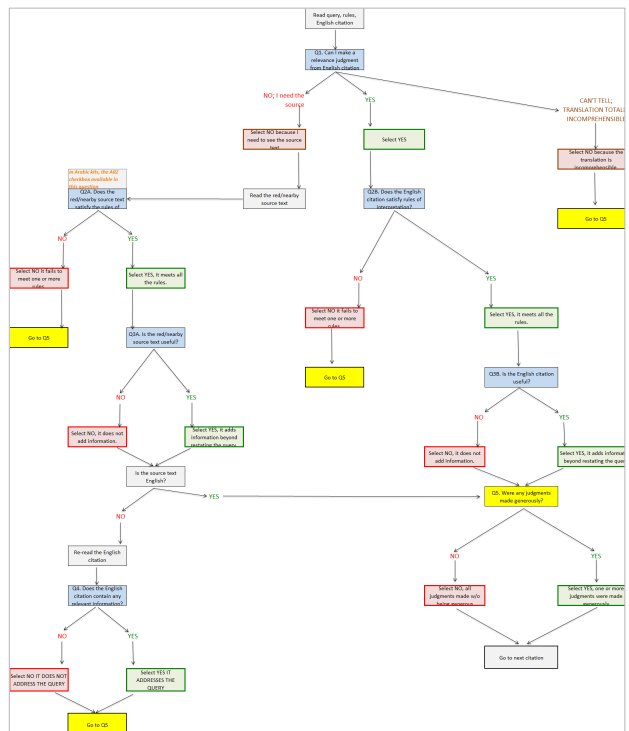 Read query, rules,
English citation
Q1. Can I make a
relevance judgment
from English citation
NO; I need the
source
YES
CAN'T TELL;
TRANSLATION TOTAL
INCOMPREHENSIBLE
Select NO because I
need to see the source
text
Select YES
Select NO because the
translation is
incomprehensible
In Arabic kits, the ABZ
checkbox available in
this question
Q2A. Does the
red/nearby source text
satisfy the rules of
Read the red/nearby
source text
Q2B. Does the English
citation satisfy rules of
interpretation?
Go to Q5
NO
YES
NO
YES
Select NO it fails to
meet one or more
rules
Select YES, it meets all
the rules.
Select NO it fails to
meet one or more
rules
Select YES, it meets all the
rules.
Go to Q5
Q3A. Is the red/nearby
source text useful?
Go to Q5
Q3B. Is the English citation
useful?
NO
YES
NO
YES
Select NO, it does not
add information.
Select YES, it adds
information beyond
restating the query
Select NO, it does not
add information.
Select YES, it adds informat
beyond restating the que
Is the source text
English?
YES
Q5. Were any judgments
made generously?
NO
Re-read the English
citation
NO
YES
Q4. Does the English
citation contain any
relevant information?
Select NO, all
judgments made w/o
being generous
Select YES, one or more
judgments were made
generously
NO
YES
Go to next citation
Select NO IT DOES NOT
ADDRESS THE QUERY
Select YES IT
ADDRESSES THE
QUERY
Go to Q5